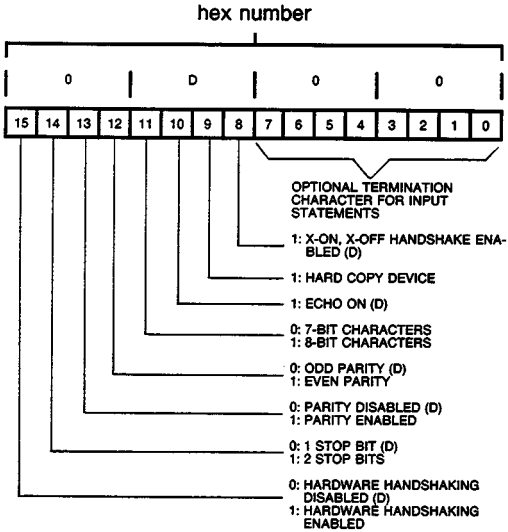 hex number
0 D 0 0
15 14 13 12 11 10 9 8 7 6 5 4 3 2 1 0
OPTIONAL TERMINATION
CHARACTER FOR INPUT
STATEMENTS
1: X-ON, X-OFF HANDSHAKE ENA-
BLED (D)
1: HARD COPY DEVICE
1: ECHO ON (D)
0: 7-BIT CHARACTERS
1: 8-BIT CHARACTERS
0: ODD PARITY (D)
1: EVEN PARITY
0: PARITY DISABLED (D)
1: PARITY ENABLED
0: 1 STOP BIT (D)
1: 2 STOP BITS
0: HARDWARE HANDSHAKING
DISABLED (D)
1: HARDWARE HANDSHAKING
ENABLED